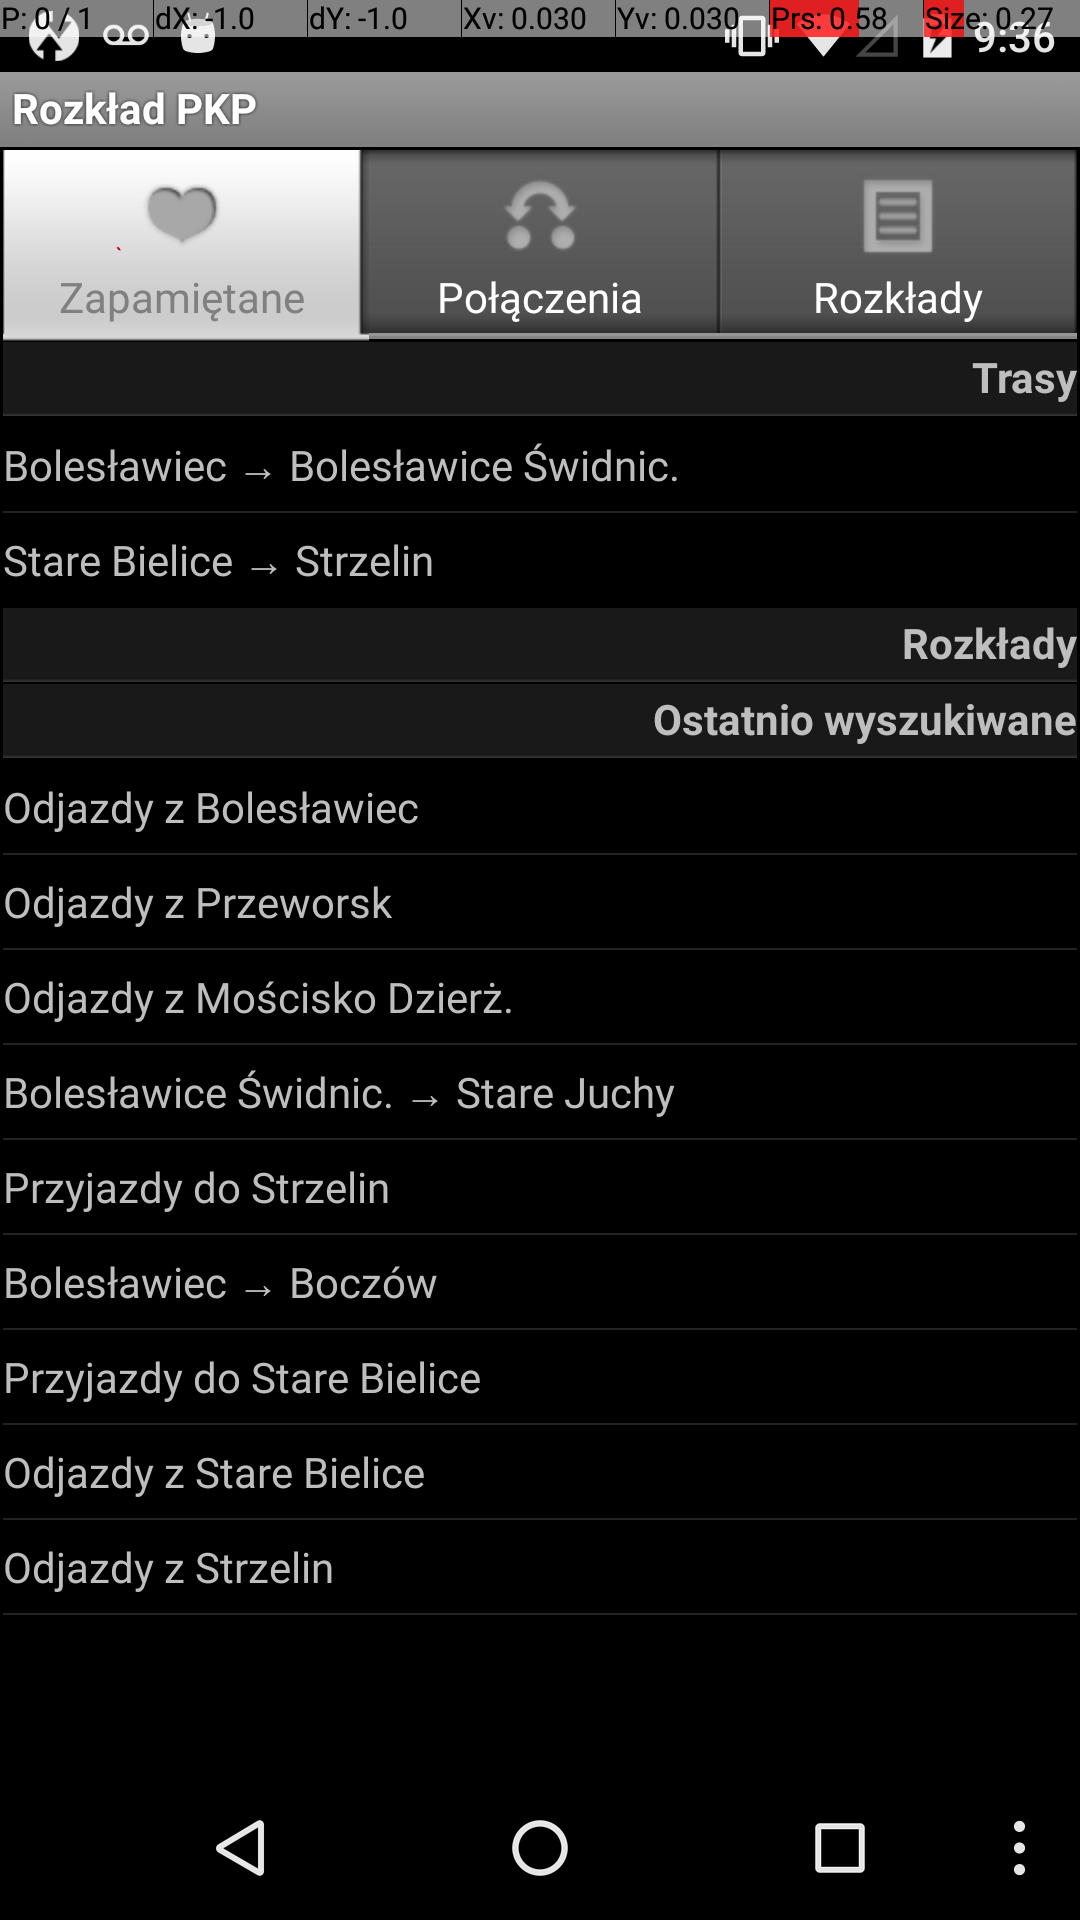 P: 0 / 1 dX: -1.0 dY: -1.0 Xv: 0.030 Yv: 0.030 Prs: 0.58 Size: 0.27
9:36
Rozkład PKP
Zapamiętane Połączenia Rozkłady
Trasy
Bolesławiec → Bolesławice Świdnic.
Stare Bielice → Strzelin
Rozkłady
Ostatnio wyszukiwane
Odjazdy z Bolesławiec
Odjazdy z Przeworsk
Odjazdy z Mościsko Dzierż.
Bolesławice Świdnic. → Stare Juchy
Przyjazdy do Strzelin
Bolesławiec → Boczów
Przyjazdy do Stare Bielice
Odjazdy z Stare Bielice
Odjazdy z Strzelin